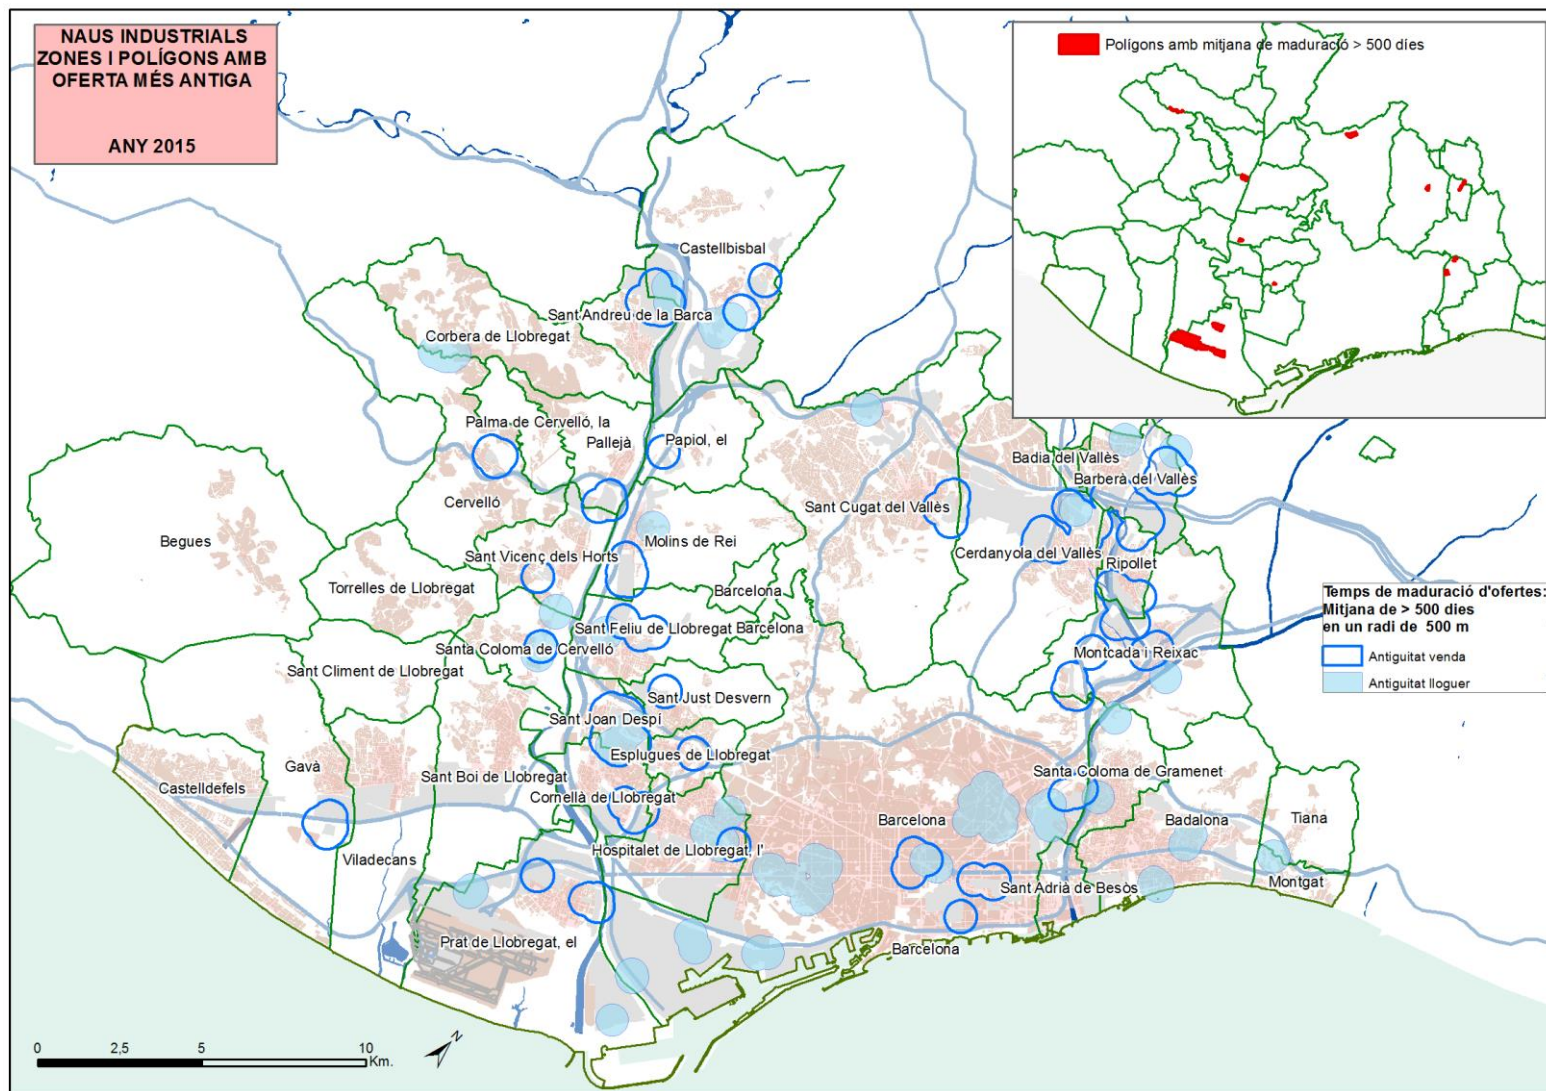 NAUS INDUSTRIALS
ZONES I POLÍGONS AMB
OFERTA MÉS ANTIGA
ANY 2015
Polígons amb mitjana de maduració > 500 díes
Castellbisbal
Sant Andreu de la Barca
Corbera de Llobregat
Palma de Cervelló, la
Pallejà
Papiol, el
Badia del Vallès
Barberà del Vallès
Cervelló
Sant Cugat del Vallès
Begues
Molins de Rei
Sant Vicenç dels Horts
Cerdanyola del Vallès
Ripollet
Torrelles de Llobregat
Barcelona
Temps de maduració d'ofertes:
Mitjana de > 500 dies
en un radi de 500 m
Antiguitat venda
Antiguitat lloguer
Sant Feliu de Llobregat
Barcelona
Santa Coloma de Cervelló
Montcada i Reixac
Sant Climent de Llobregat
Sant Just Desvern
Sant Joan Despí
Esplugues de Llobregat
Gavà
Castelldefels
Sant Boi de Llobregat
Santa Coloma de Gramenet
Cornellà de Llobregat
Barcelona
Badalona
Tiana
Hospitalet de Llobregat, l'
Viladecans
Montgat
Sant Adrià de Besòs
Prat de Llobregat, el
Barcelona
N
0 2,5 5 10
Km.